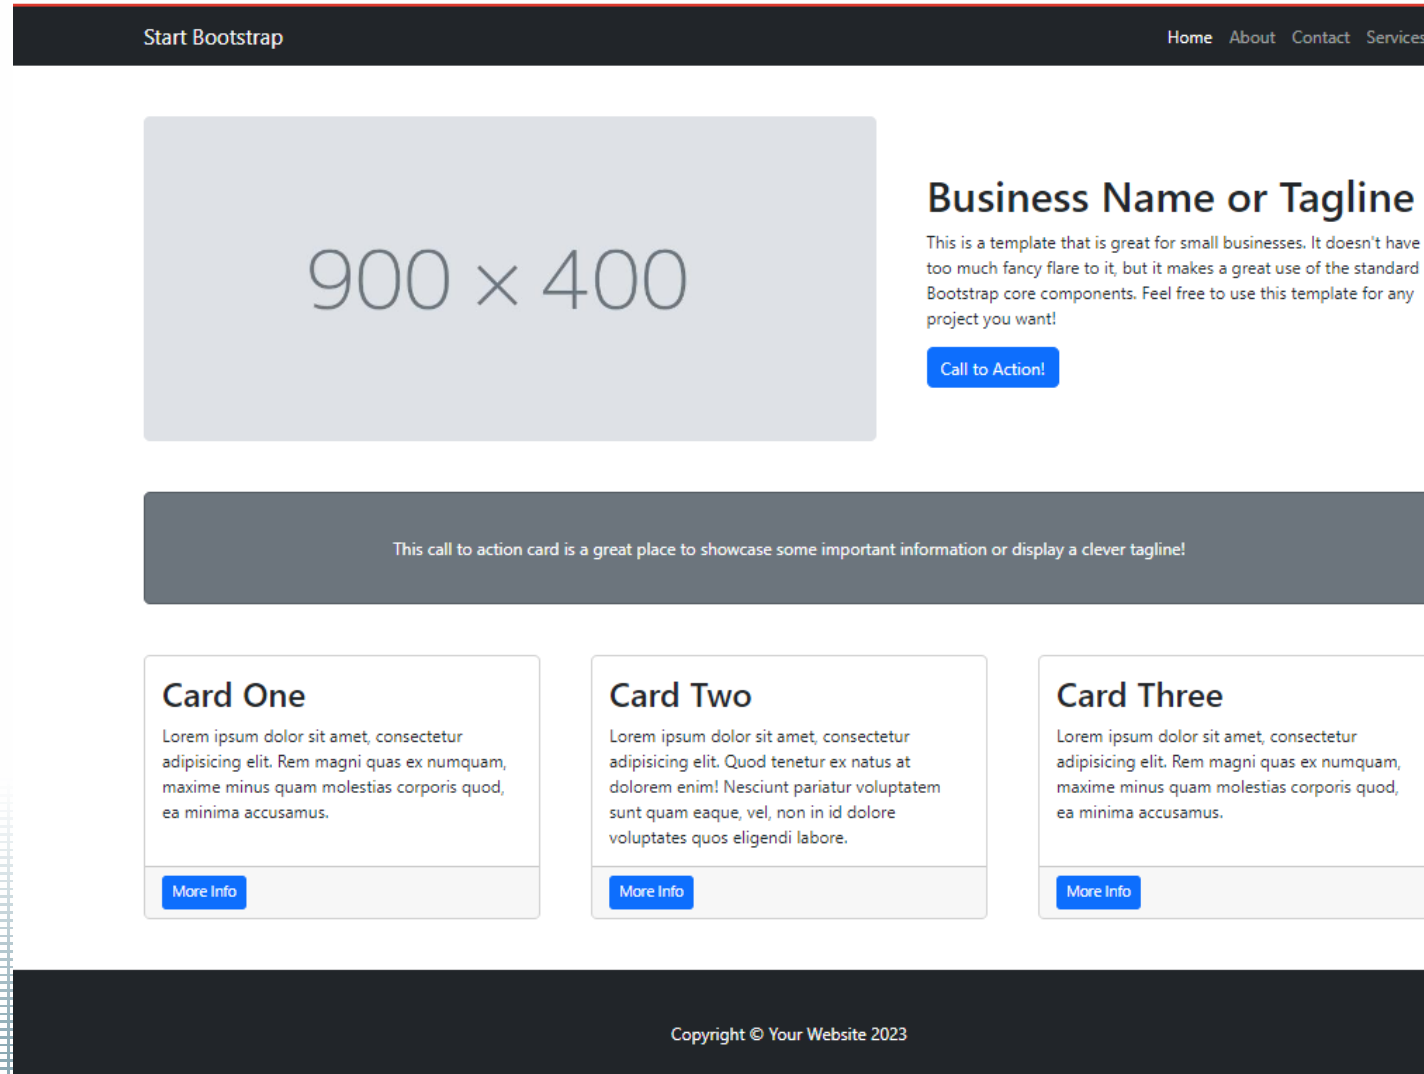 Start Bootstrap
Home About Contact Services
900 × 400
Business Name or Tagline
This is a template that is great for small businesses. It doesn't have
too much fancy flare to it, but it makes a great use of the standard
Bootstrap core components. Feel free to use this template for any
project you want!
Call to Action!
This call to action card is a great place to showcase some important information or display a clever tagline!
Card One
Lorem ipsum dolor sit amet, consectetur
adipisicing elit. Rem magni quas ex numquam,
maxime minus quam molestias corporis quod,
ea minima accusamus.
More Info
Card Two
Lorem ipsum dolor sit amet, consectetur
adipisicing elit. Quod tenetur ex natus at
dolorem enim! Nesciunt pariatur voluptatem
sunt quam eaque, vel, non in id dolore
voluptates quos eligendi labore.
More Info
Card Three
Lorem ipsum dolor sit amet, consectetur
adipisicing elit. Rem magni quas ex numquam,
maxime minus quam molestias corporis quod,
ea minima accusamus.
More Info
Copyright © Your Website 2023